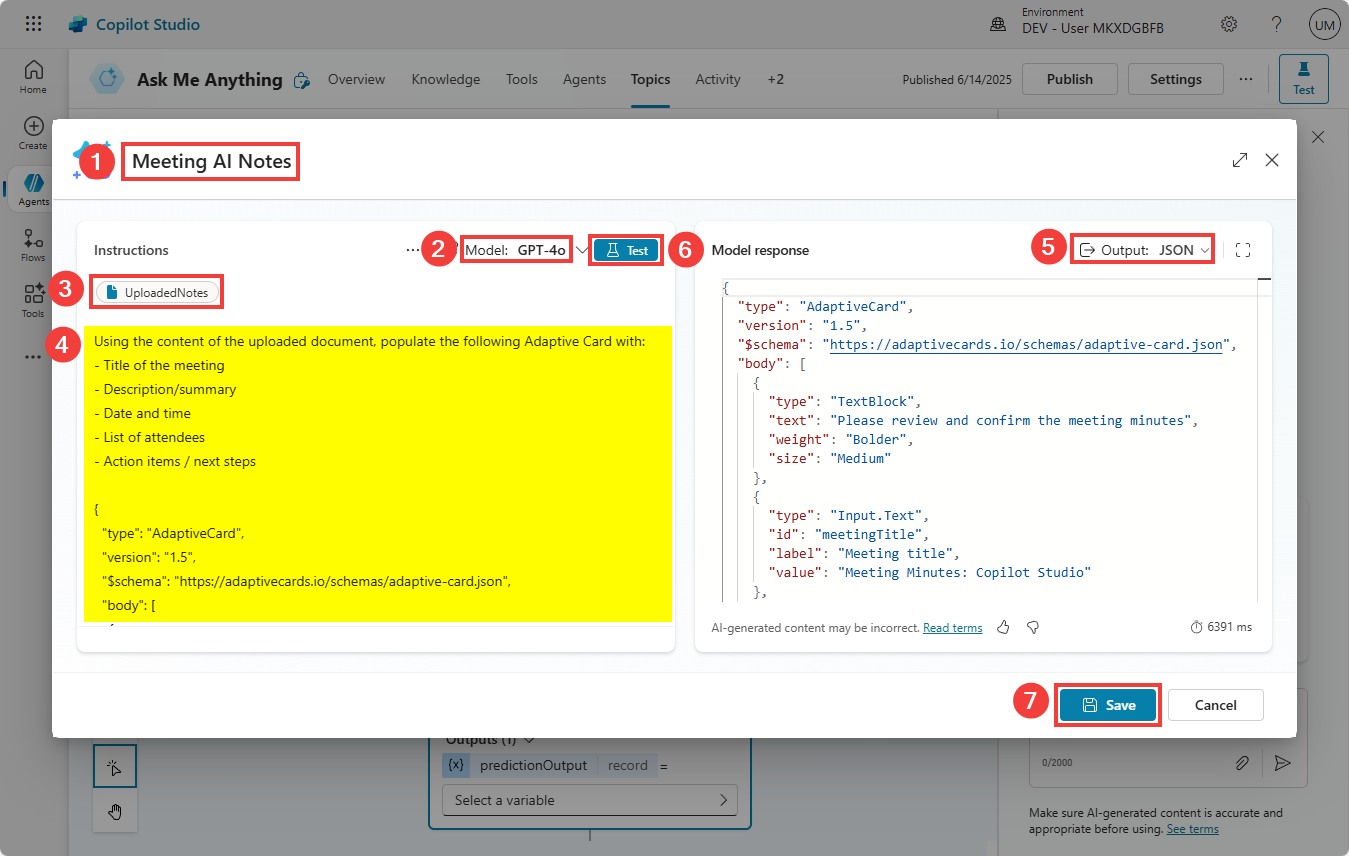 Copilot Studio
Environment
DEV - User MKXDGBFB
UM
Home
Ask Me Anything
Overview
Knowledge
Tools
Agents
Topics
Activity
+2
Published 6/14/2025
Publish
Settings
Test
Create
Agents
Flows
Tools
1
Meeting AI Notes
Instructions
2
Model: GPT-4o
Test
6
3
UploadedNotes
4
Using the content of the uploaded document, populate the following Adaptive Card with:
- Title of the meeting
- Description/summary
- Date and time
- List of attendees
- Action items / next steps
{
"type": "AdaptiveCard",
"version": "1.5",
"$schema": "https://adaptivecards.io/schemas/adaptive-card.json",
"body": [
Model response
5
Output: JSON
{
"type": "AdaptiveCard",
"version": "1.5",
"$schema": "https://adaptivecards.io/schemas/adaptive-card.json",
"body": [
{
"type": "TextBlock",
"text": "Please review and confirm the meeting minutes",
"weight": "Bolder",
"size": "Medium"
},
{
"type": "Input.Text",
"id": "meetingTitle",
"label": "Meeting title",
"value": "Meeting Minutes: Copilot Studio"
},
AI-generated content may be incorrect. Read terms
6391 ms
7
Save
Cancel
Outputs (1)
{x} predictionOutput record =
Select a variable
0/2000
Make sure AI-generated content is accurate and
appropriate before using. See terms